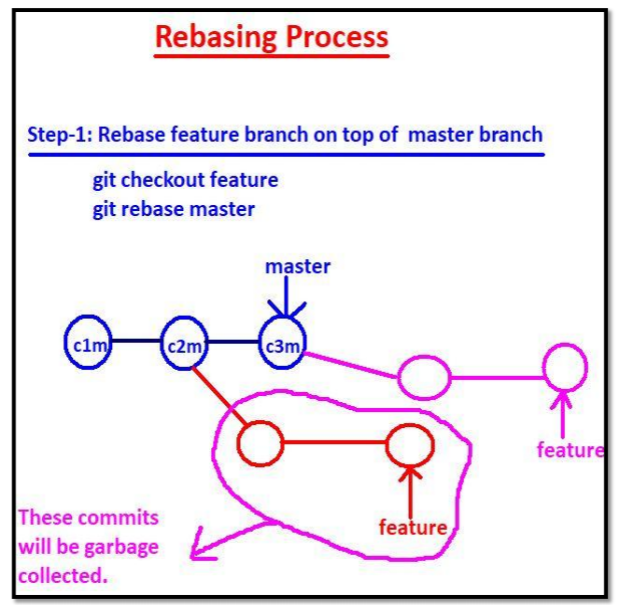 Rebasing Process
Step-1: Rebase feature branch on top of master branch
git checkout feature
git rebase master
master
c1m c2m c3m
feature
feature
These commits
will be garbage
collected.